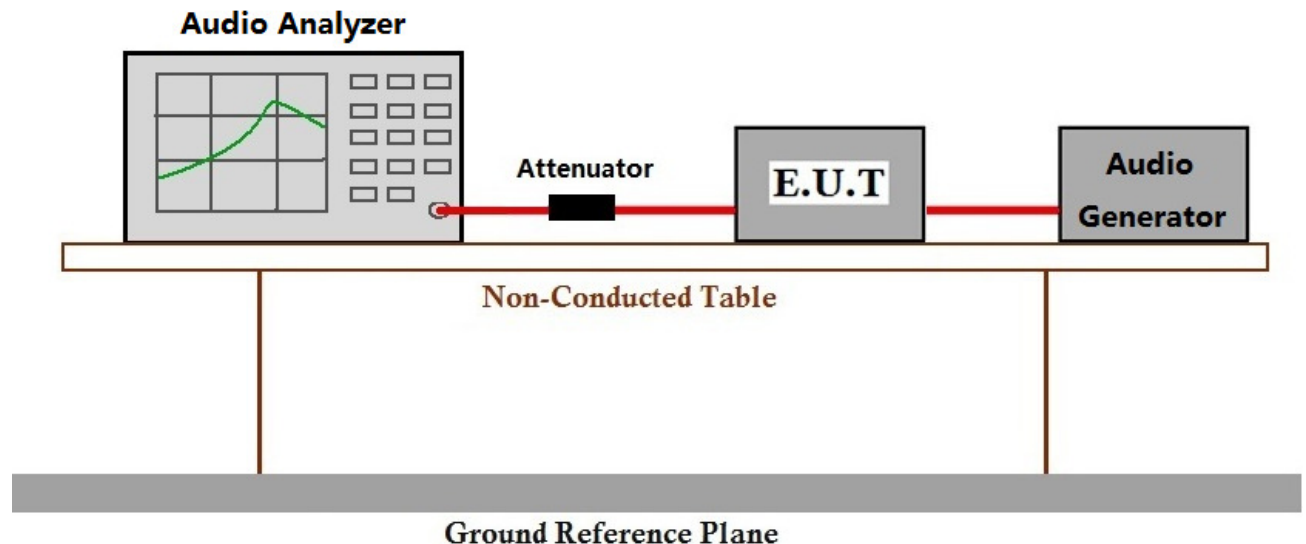 Audio Analyzer
Attenuator
E.U.T
Audio
Generator
Non-Conducted Table
Ground Reference Plane